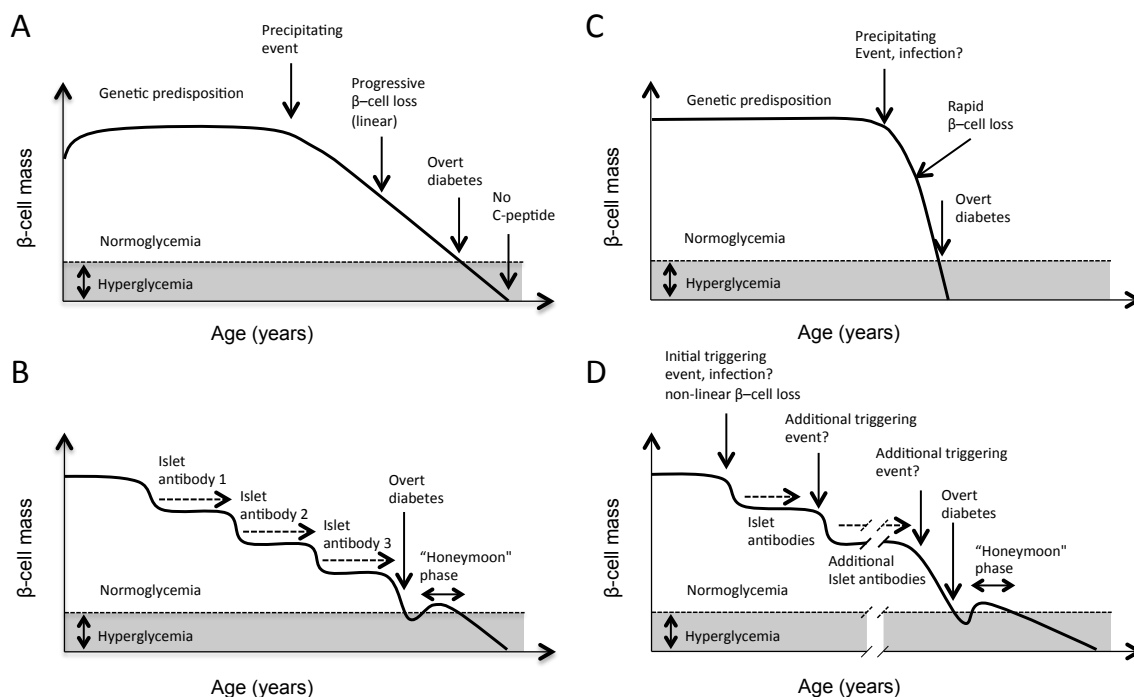 A
Precipitating
event
Genetic predisposition
Progressive
β–cell loss
(linear)
Overt
diabetes
No
C-peptide
β-cell mass
Normoglycemia
Hyperglycemia
Age (years)
C
Precipitating
Event, infection?
Genetic predisposition
Rapid
β–cell loss
Overt
diabetes
β-cell mass
Normoglycemia
Hyperglycemia
Age (years)
B
Islet
antibody 1
Islet
antibody 2
Islet
antibody 3
Overt
diabetes
“Honeymoon"
phase
β-cell mass
Normoglycemia
Hyperglycemia
Age (years)
D
Initial triggering
event, infection?
non-linear β–cell loss
Additional triggering
event?
Additional triggering
event?
Overt
diabetes
Islet
antibodies
Additional
Islet antibodies
“Honeymoon"
phase
β-cell mass
Normoglycemia
Hyperglycemia
Age (years)